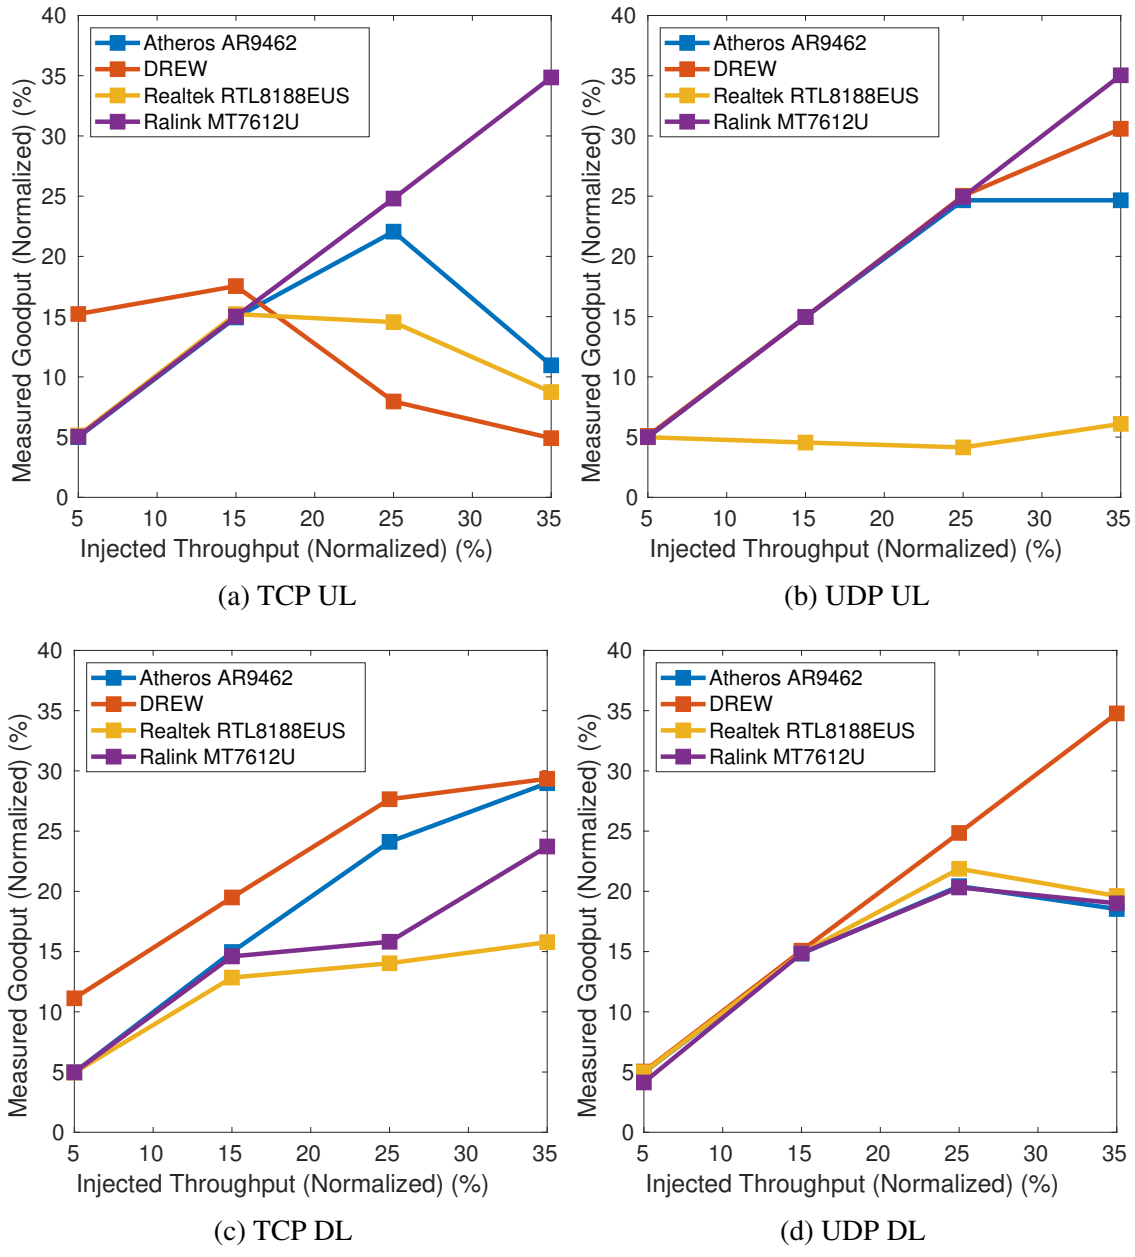 Measured Goodput (Normalized) (%)
40
35
30
25
20
15
10
5
0
Atheros AR9462
DREW
Realtek RTL8188EUS
Ralink MT7612U
5 10 15 20 25 30 35
Injected Throughput (Normalized) (%)
(a) TCP UL
Measured Goodput (Normalized) (%)
40
35
30
25
20
15
10
5
0
Atheros AR9462
DREW
Realtek RTL8188EUS
Ralink MT7612U
5 10 15 20 25 30 35
Injected Throughput (Normalized) (%)
(b) UDP UL
Measured Goodput (Normalized) (%)
40
35
30
25
20
15
10
5
0
Atheros AR9462
DREW
Realtek RTL8188EUS
Ralink MT7612U
5 10 15 20 25 30 35
Injected Throughput (Normalized) (%)
(c) TCP DL
Measured Goodput (Normalized) (%)
40
35
30
25
20
15
10
5
0
Atheros AR9462
DREW
Realtek RTL8188EUS
Ralink MT7612U
5 10 15 20 25 30 35
Injected Throughput (Normalized) (%)
(d) UDP DL